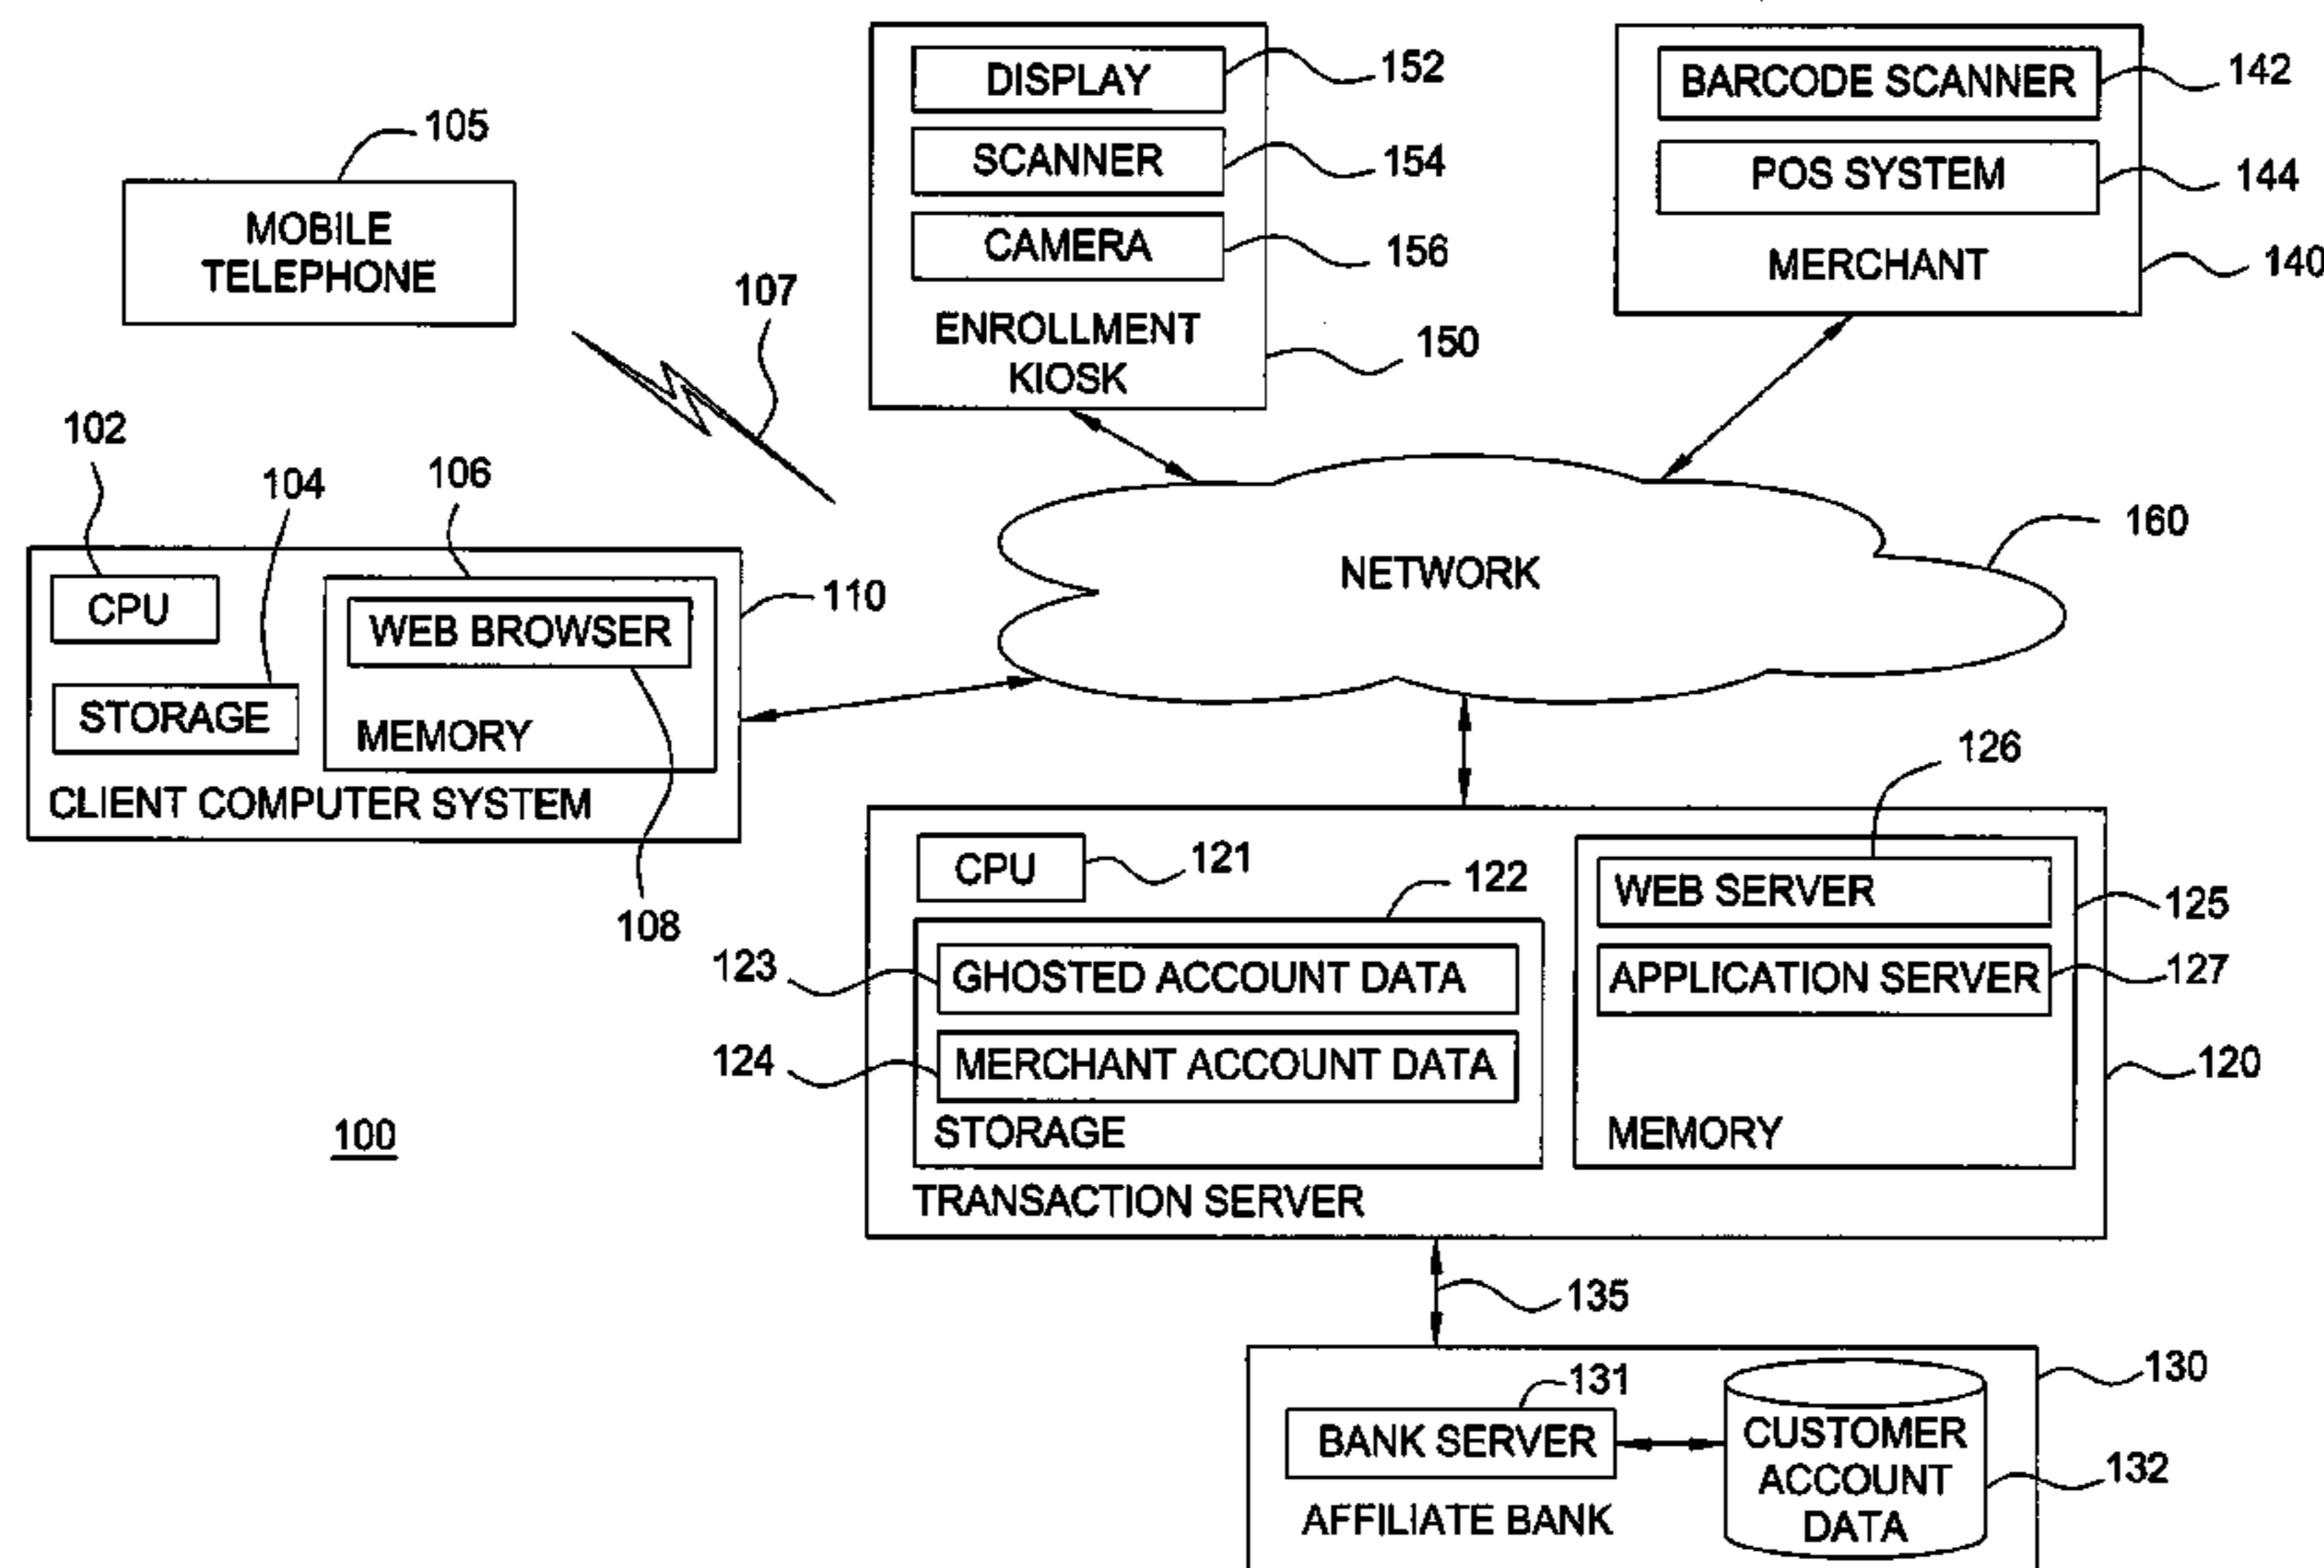 DISPLAY
152
SCANNER
154
CAMERA
156
ENROLLMENT
KIOSK
150
BARCODE SCANNER
142
POS SYSTEM
144
MERCHANT
140
105
MOBILE
TELEPHONE
107
102
104
106
CPU
WEB BROWSER
110
STORAGE
MEMORY
CLIENT COMPUTER SYSTEM
108
NETWORK
160
126
CPU
121
122
WEB SERVER
125
123
GHOSTED ACCOUNT DATA
APPLICATION SERVER
127
124
MERCHANT ACCOUNT DATA
120
STORAGE
MEMORY
TRANSACTION SERVER
100
135
131
130
BANK SERVER
CUSTOMER
ACCOUNT
DATA
132
AFFILIATE BANK